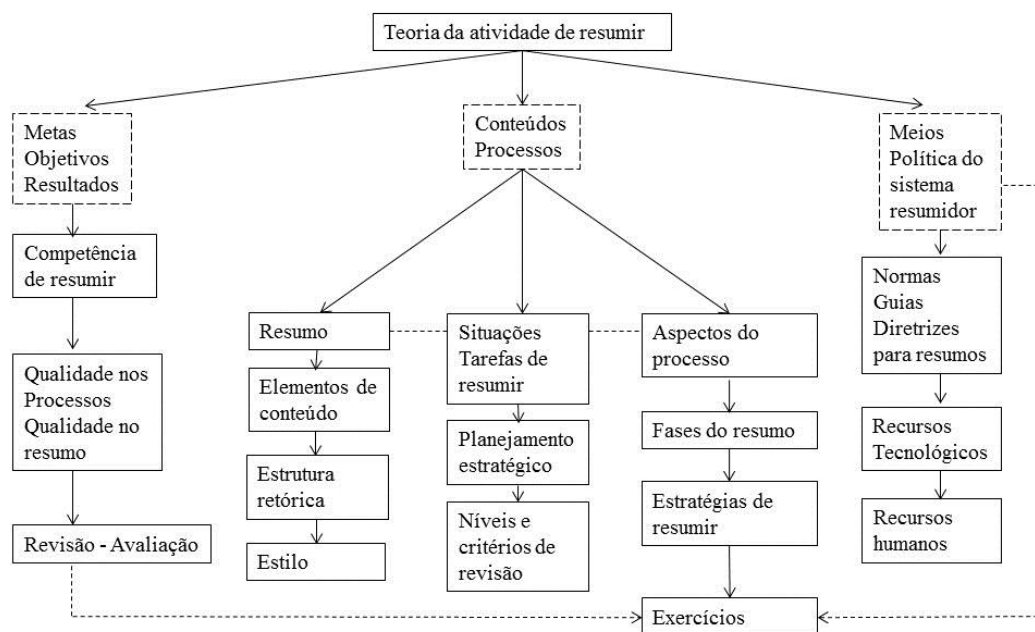 Teoria da atividade de resumir
Metas
Objetivos
Resultados
Conteúdos
Processos
Meios
Política do
sistema
resumidor
Competência
de resumir
Qualidade nos
Processos
Qualidade no
resumo
Revisão - Avaliação
Resumo
Elementos de
conteúdo
Estrutura
retórica
Estilo
Situações
Tarefas de
resumir
Planejamento
estratégico
Níveis e
critérios de
revisão
Aspectos do
processo
Fases do resumo
Estratégias de
resumir
Exercícios
Normas
Guias
Diretrizes
para resumos
Recursos
Tecnológicos
Recursos
humanos